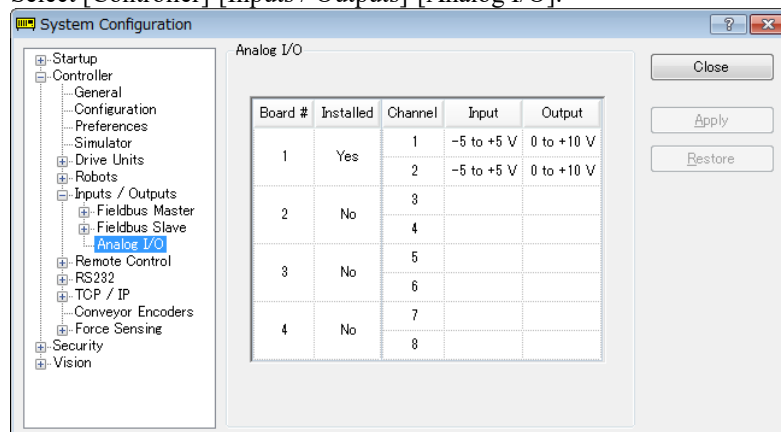 Select [Controller]-[Inputs / Outputs]-[Analog I/O].
System Configuration
Startup
Controller
General
Configuration
Preferences
Simulator
Drive Units
Robots
Inputs / Outputs
Fieldbus Master
Fieldbus Slave
Analog I/O
Remote Control
RS232
TCP / IP
Conveyor Encoders
Force Sensing
Security
Vision
Analog I/O
Board # Installed Channel Input Output
1 Yes 1 -5 to +5 V 0 to +10 V
2 -5 to +5 V 0 to +10 V
2 No 3
4
3 No 5
6
4 No 7
8
Close
Apply
Restore